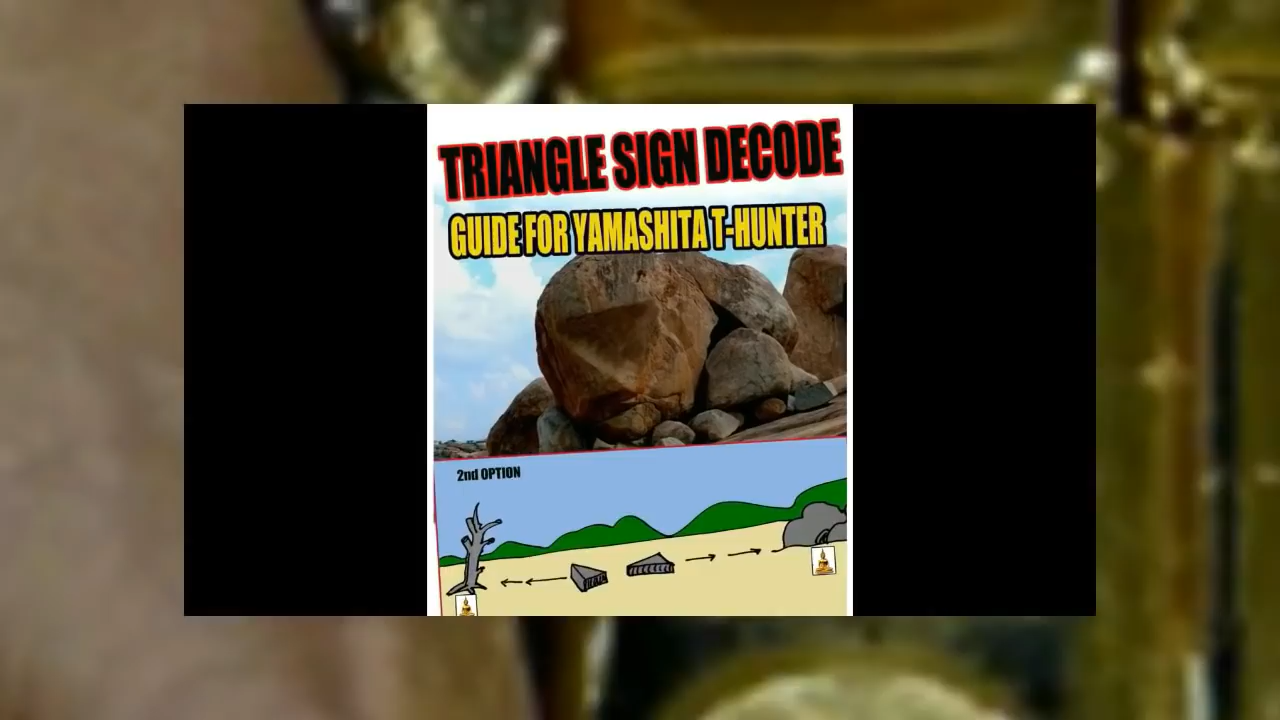 TRIANGLE SIGN DECODE
GUIDE FOR YAMASHITA T-HUNTER
2nd OPTION